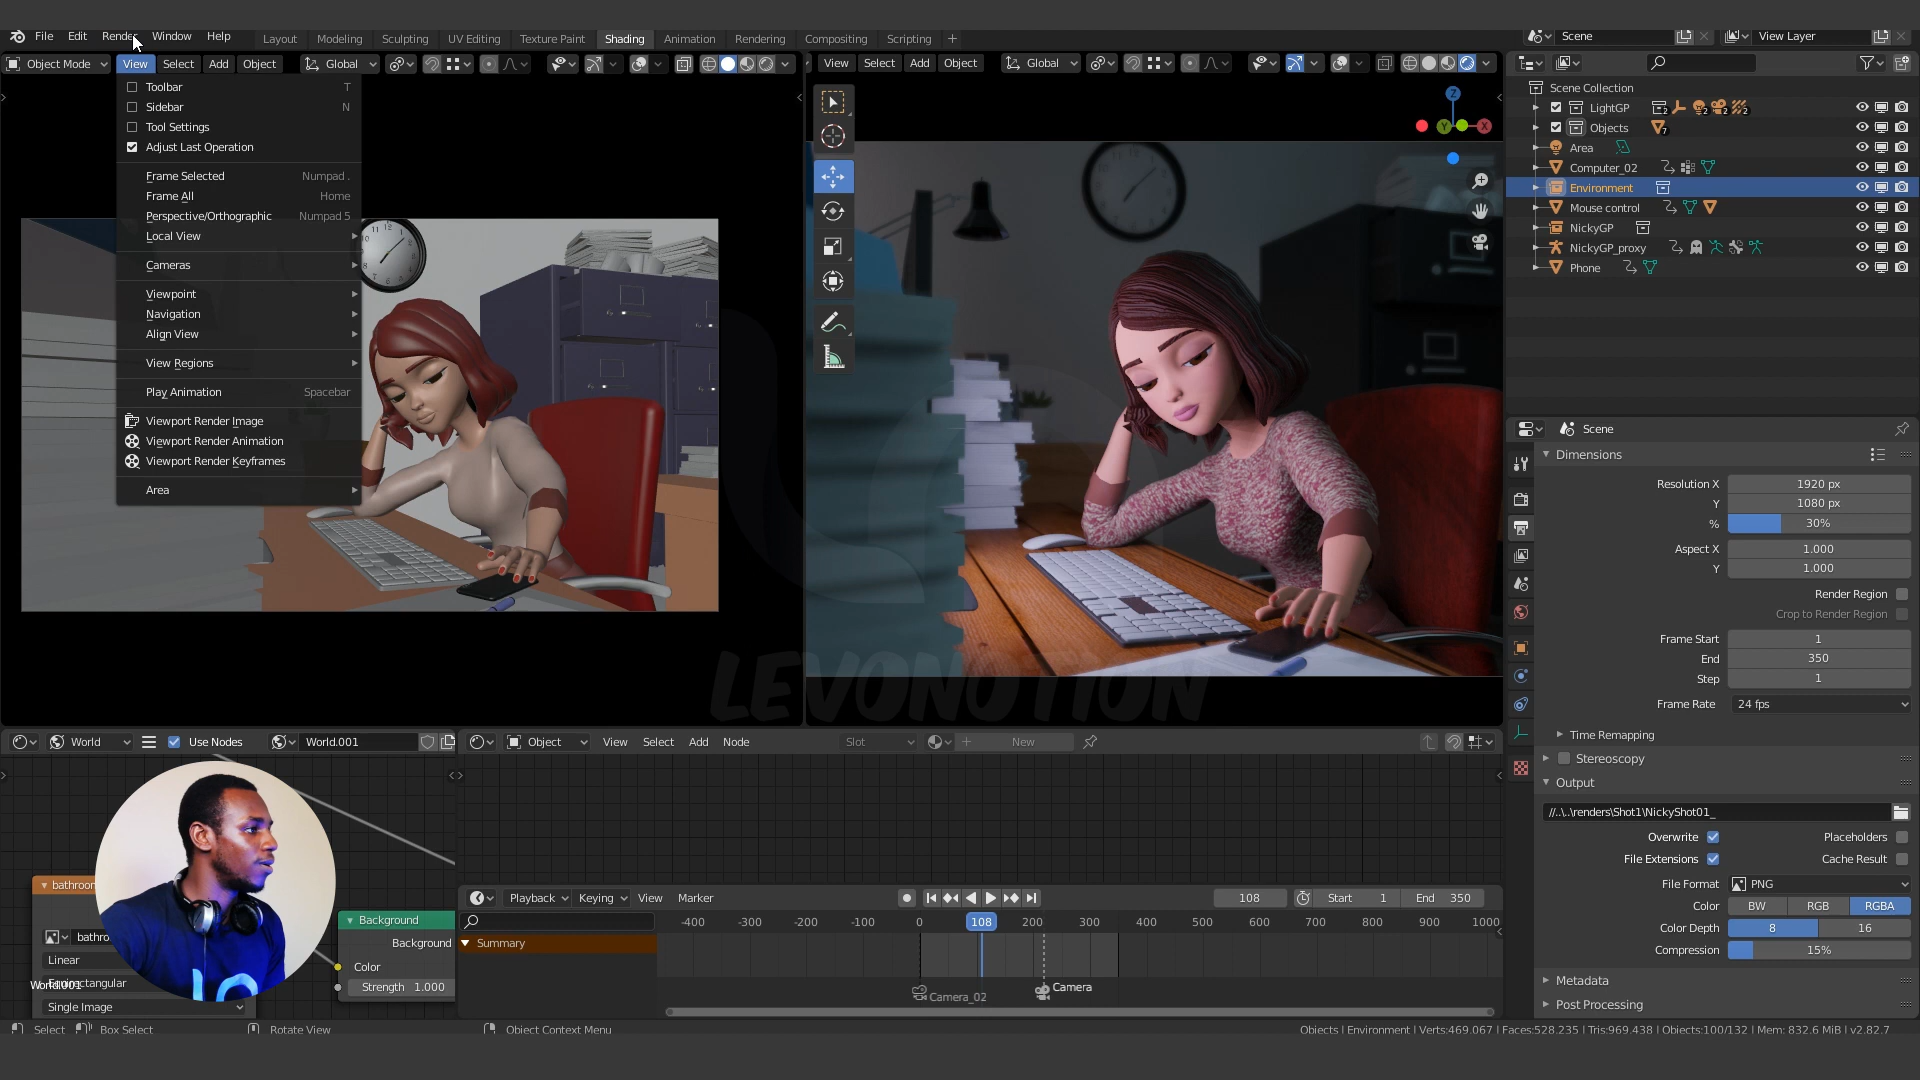 File Edit Render Window Help
Layout Modeling Sculpting UV Editing Texture Paint Shading Animation Rendering Compositing Scripting +
Scene
View Layer
Object Mode View Select Add Object Global
View Select Add Object Global
Toolbar T
Sidebar N
Tool Settings
Adjust Last Operation
Frame Selected Numpad .
Frame All Home
Perspective/Orthographic Numpad 5
Local View
Cameras
Viewpoint
Navigation
Align View
View Regions
Play Animation Spacebar
Viewport Render Image
Viewport Render Animation
Viewport Render Keyframes
Area
Z
Y
X
Scene Collection
LightGP 2 2 2 2
Objects 7
Area
Computer_02
Environment
Mouse control
NickyGP
NickyGP_proxy
Phone
Scene
Dimensions
Resolution X 1920 px
Y 1080 px
% 30%
Aspect X 1.000
Y 1.000
Render Region
Crop to Render Region
Frame Start 1
End 350
Step 1
Frame Rate 24 fps
Time Remapping
Stereoscopy
Output
//..\..\renders\Shot1\NickyShot01_
Overwrite
Placeholders
File Extensions
Cache Result
File Format PNG
Color BW RGB RGBA
Color Depth 8 16
Compression 15%
Metadata
Post Processing
LEVONOTION
World Use Nodes World.001
Object View Select Add Node Slot New
bathroom
bathro
Linear
Equirectangular
World.001
Single Image
Background
Background
Color
Strength 1.000
Playback Keying View Marker
108 Start 1 End 350
-400 -300 -200 -100 0 108 200 300 400 500 600 700 800 900 1000
Summary
Camera_02
Camera
Select Box Select Rotate View Object Context Menu
Objects | Environment | Verts:469.067 | Faces:528.235 | Tris:969.438 | Objects:100/132 | Mem: 832.6 MiB | v2.82.7